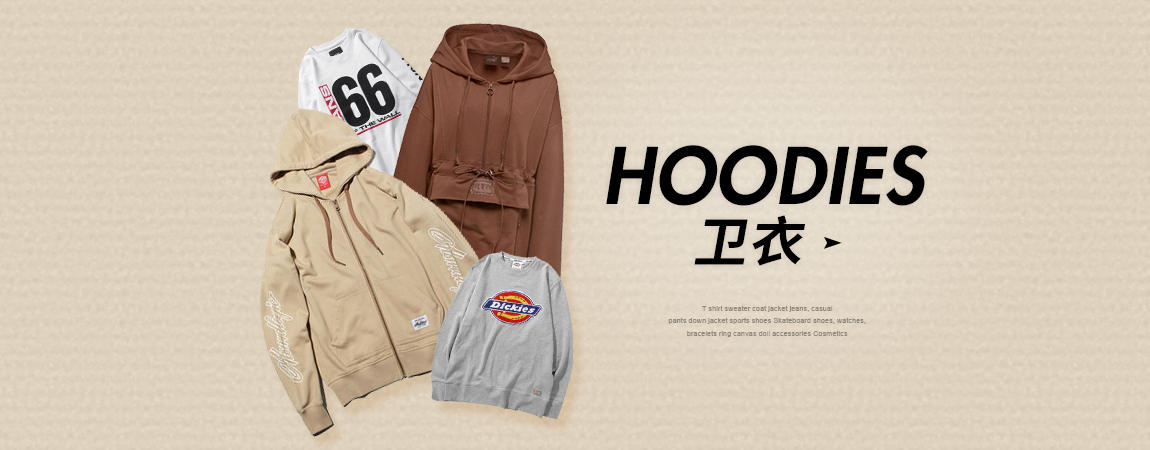 66
THE WALL
Dickies
HOODIES
卫衣
T shirt sweater coat jacket jeans, casual
pants down jacket sports shoes Skateboard shoes, watches,
bracelets ring canvas doll accessories Cosmetics